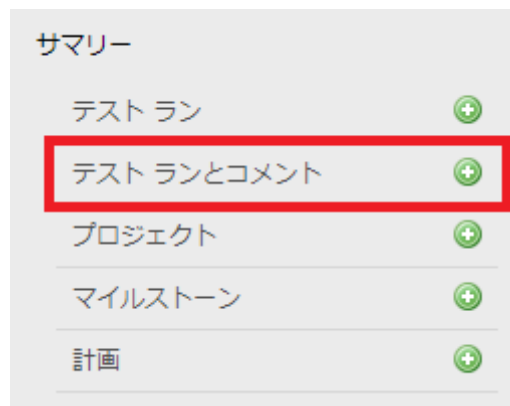 サマリー
テスト ラン
テスト ランとコメント
プロジェクト
マイルストーン
計画